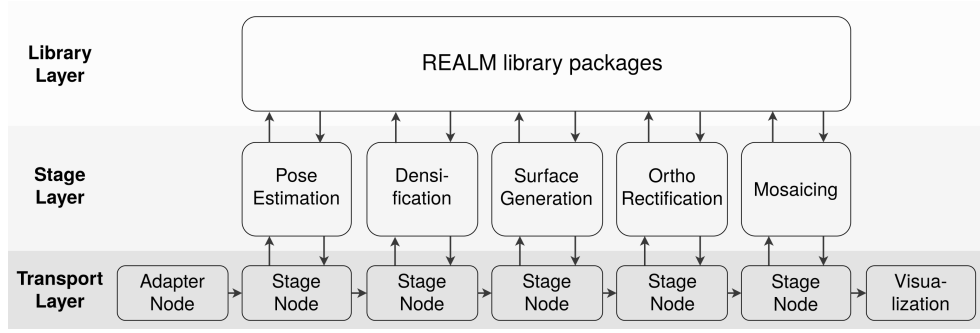 Library
Layer
REALM library packages
Stage
Layer
Pose
Estimation
Densi-
fication
Surface
Generation
Ortho
Rectification
Mosaicing
Transport
Layer
Adapter
Node
Stage
Node
Stage
Node
Stage
Node
Stage
Node
Stage
Node
Visua-
lization